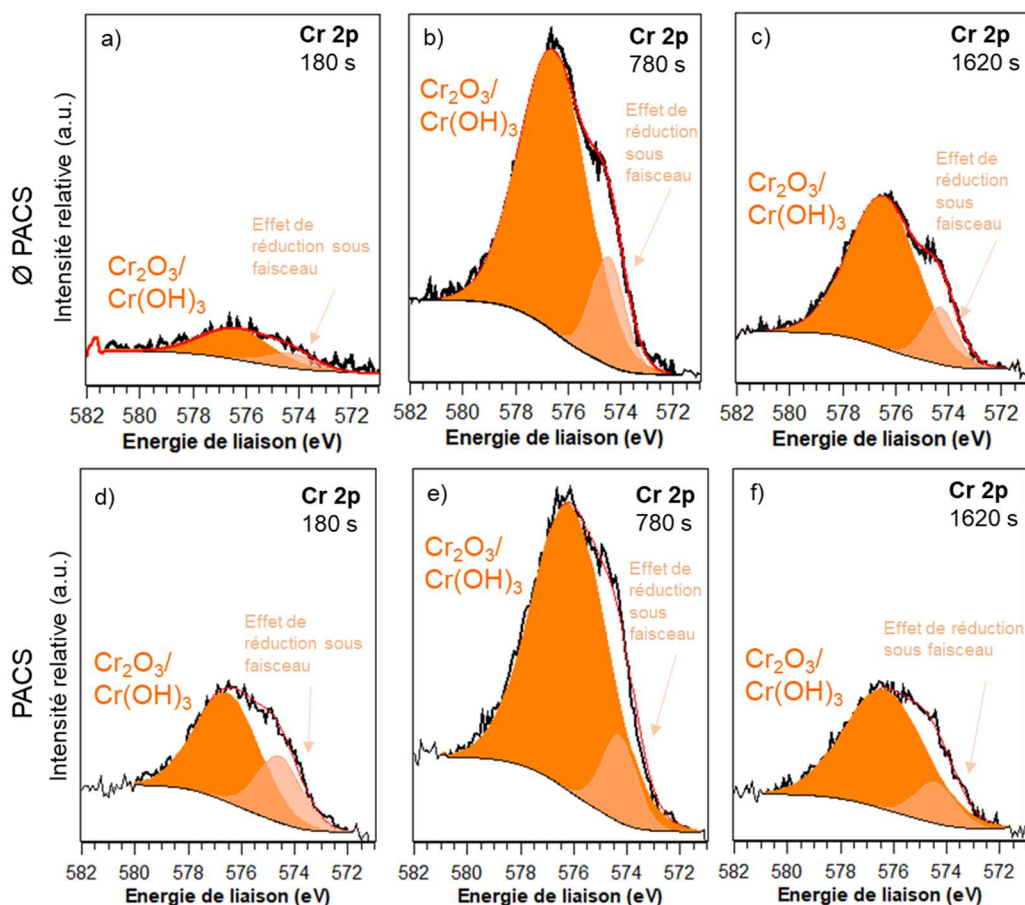 a)
Cr 2p
180 s
Effet de
réduction sous
faisceau
Cr₂O₃/
Cr(OH)₃
582 580 578 576 574 572
Energie de liaison (eV)
b)
Cr 2p
780 s
Cr₂O₃/
Cr(OH)₃
Effet de
réduction
sous
faisceau
582 580 578 576 574 572
Energie de liaison (eV)
c)
Cr 2p
1620 s
Effet de
réduction
sous
faisceau
Cr₂O₃/
Cr(OH)₃
582 580 578 576 574 572
Energie de liaison (eV)
Ø PACS
Intensité relative (a.u.)
d)
Cr 2p
180 s
Effet de
réduction sous
faisceau
Cr₂O₃/
Cr(OH)₃
582 580 578 576 574 572
Energie de liaison (eV)
e)
Cr 2p
780 s
Cr₂O₃/
Cr(OH)₃
Effet de
réduction
sous
faisceau
582 580 578 576 574 572
Energie de liaison (eV)
f)
Cr 2p
1620 s
Effet de réduction
sous faisceau
Cr₂O₃/
Cr(OH)₃
582 580 578 576 574 572
Energie de liaison (eV)
PACS
Intensité relative (a.u.)